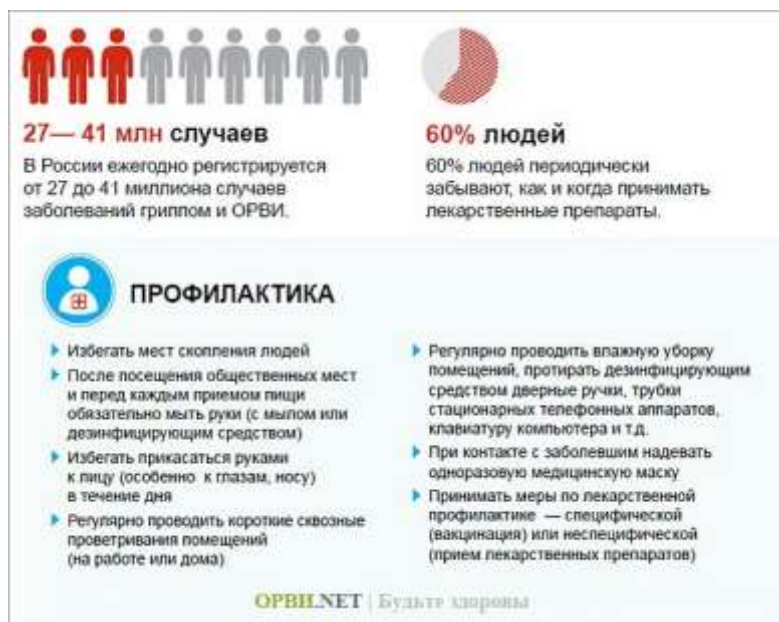 27— 41 млн случаев
В России ежегодно регистрируется
от 27 до 41 миллиона случаев
заболеваний гриппом и ОРВИ.
60% людей
60% людей периодически
забывают, как и когда принимать
лекарственные препараты.
ПРОФИЛАКТИКА
Избегать мест скопления людей
После посещения общественных мест
и перед каждым приемом пищи
обязательно мыть руки (с мылом или
дезинфицирующим средством)
Избегать прикасаться руками
к лицу (особенно к глазам, носу)
в течение дня
Регулярно проводить короткие сквозные
проветривания помещений
(на работе или дома)
Регулярно проводить влажную уборку
помещений, протирать дезинфицирующим
средством дверные ручки, трубки
стационарных телефонных аппаратов,
клавиатуру компьютера и т.д.
При контакте с заболевшим надевать
одноразовую медицинскую маску
Принимать меры по лекарственной
профилактике — специфической
(вакцинация) или неспецифической
(прием лекарственных препаратов)
ОРВИ.NET | Будьте здоровы